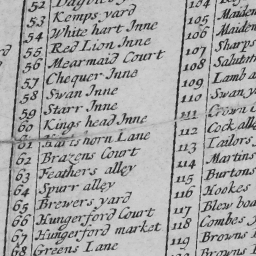 53 Kemps yard
54 White hart Inne
55 Red Lion Inne
56 Mearmaid Court
57 Chequer Inne
58 Swan Inne
59 Starr Inne
60 Kings head Inne
61 Hartshorn Lane
62 Brazens Court
63 Feathers alley
64 Spurr alley
65 Brewers yard
66 Hungerford Court
67 Hungerford market
68 Greens Lane
104
105 Maiden
106 Maiden
107 Sharps
108 Salutati
109 Lamb a
110 Swan y
111 Crown C
112 Cock alle
113 Tailors
114 Martins
115 Burtons
116 Hookes
117 Blew boa
118 Combes
119 Browns
120 Browns